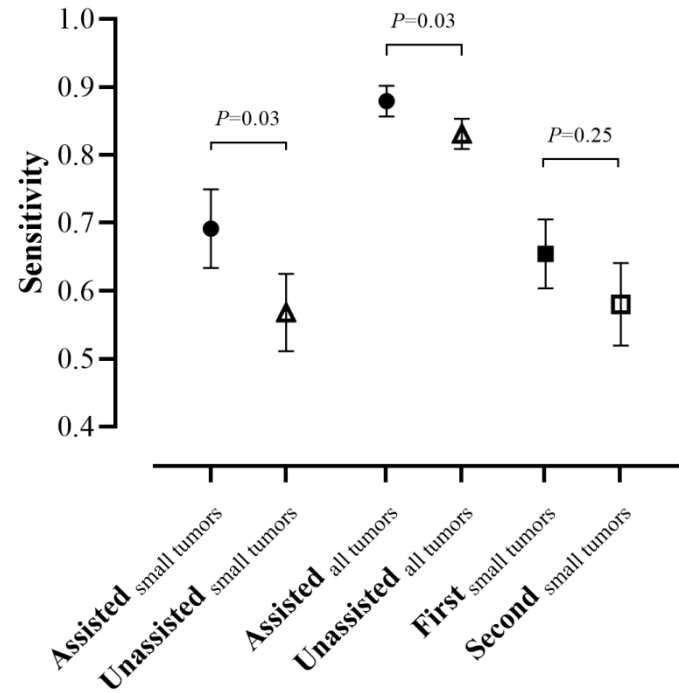 Sensitivity
1.0
0.9
0.8
0.7
0.6
0.5
0.4
P=0.03
P=0.03
P=0.25
Assisted small tumors
Unassisted small tumors
Assisted all tumors
Unassisted all tumors
First small tumors
Second small tumors